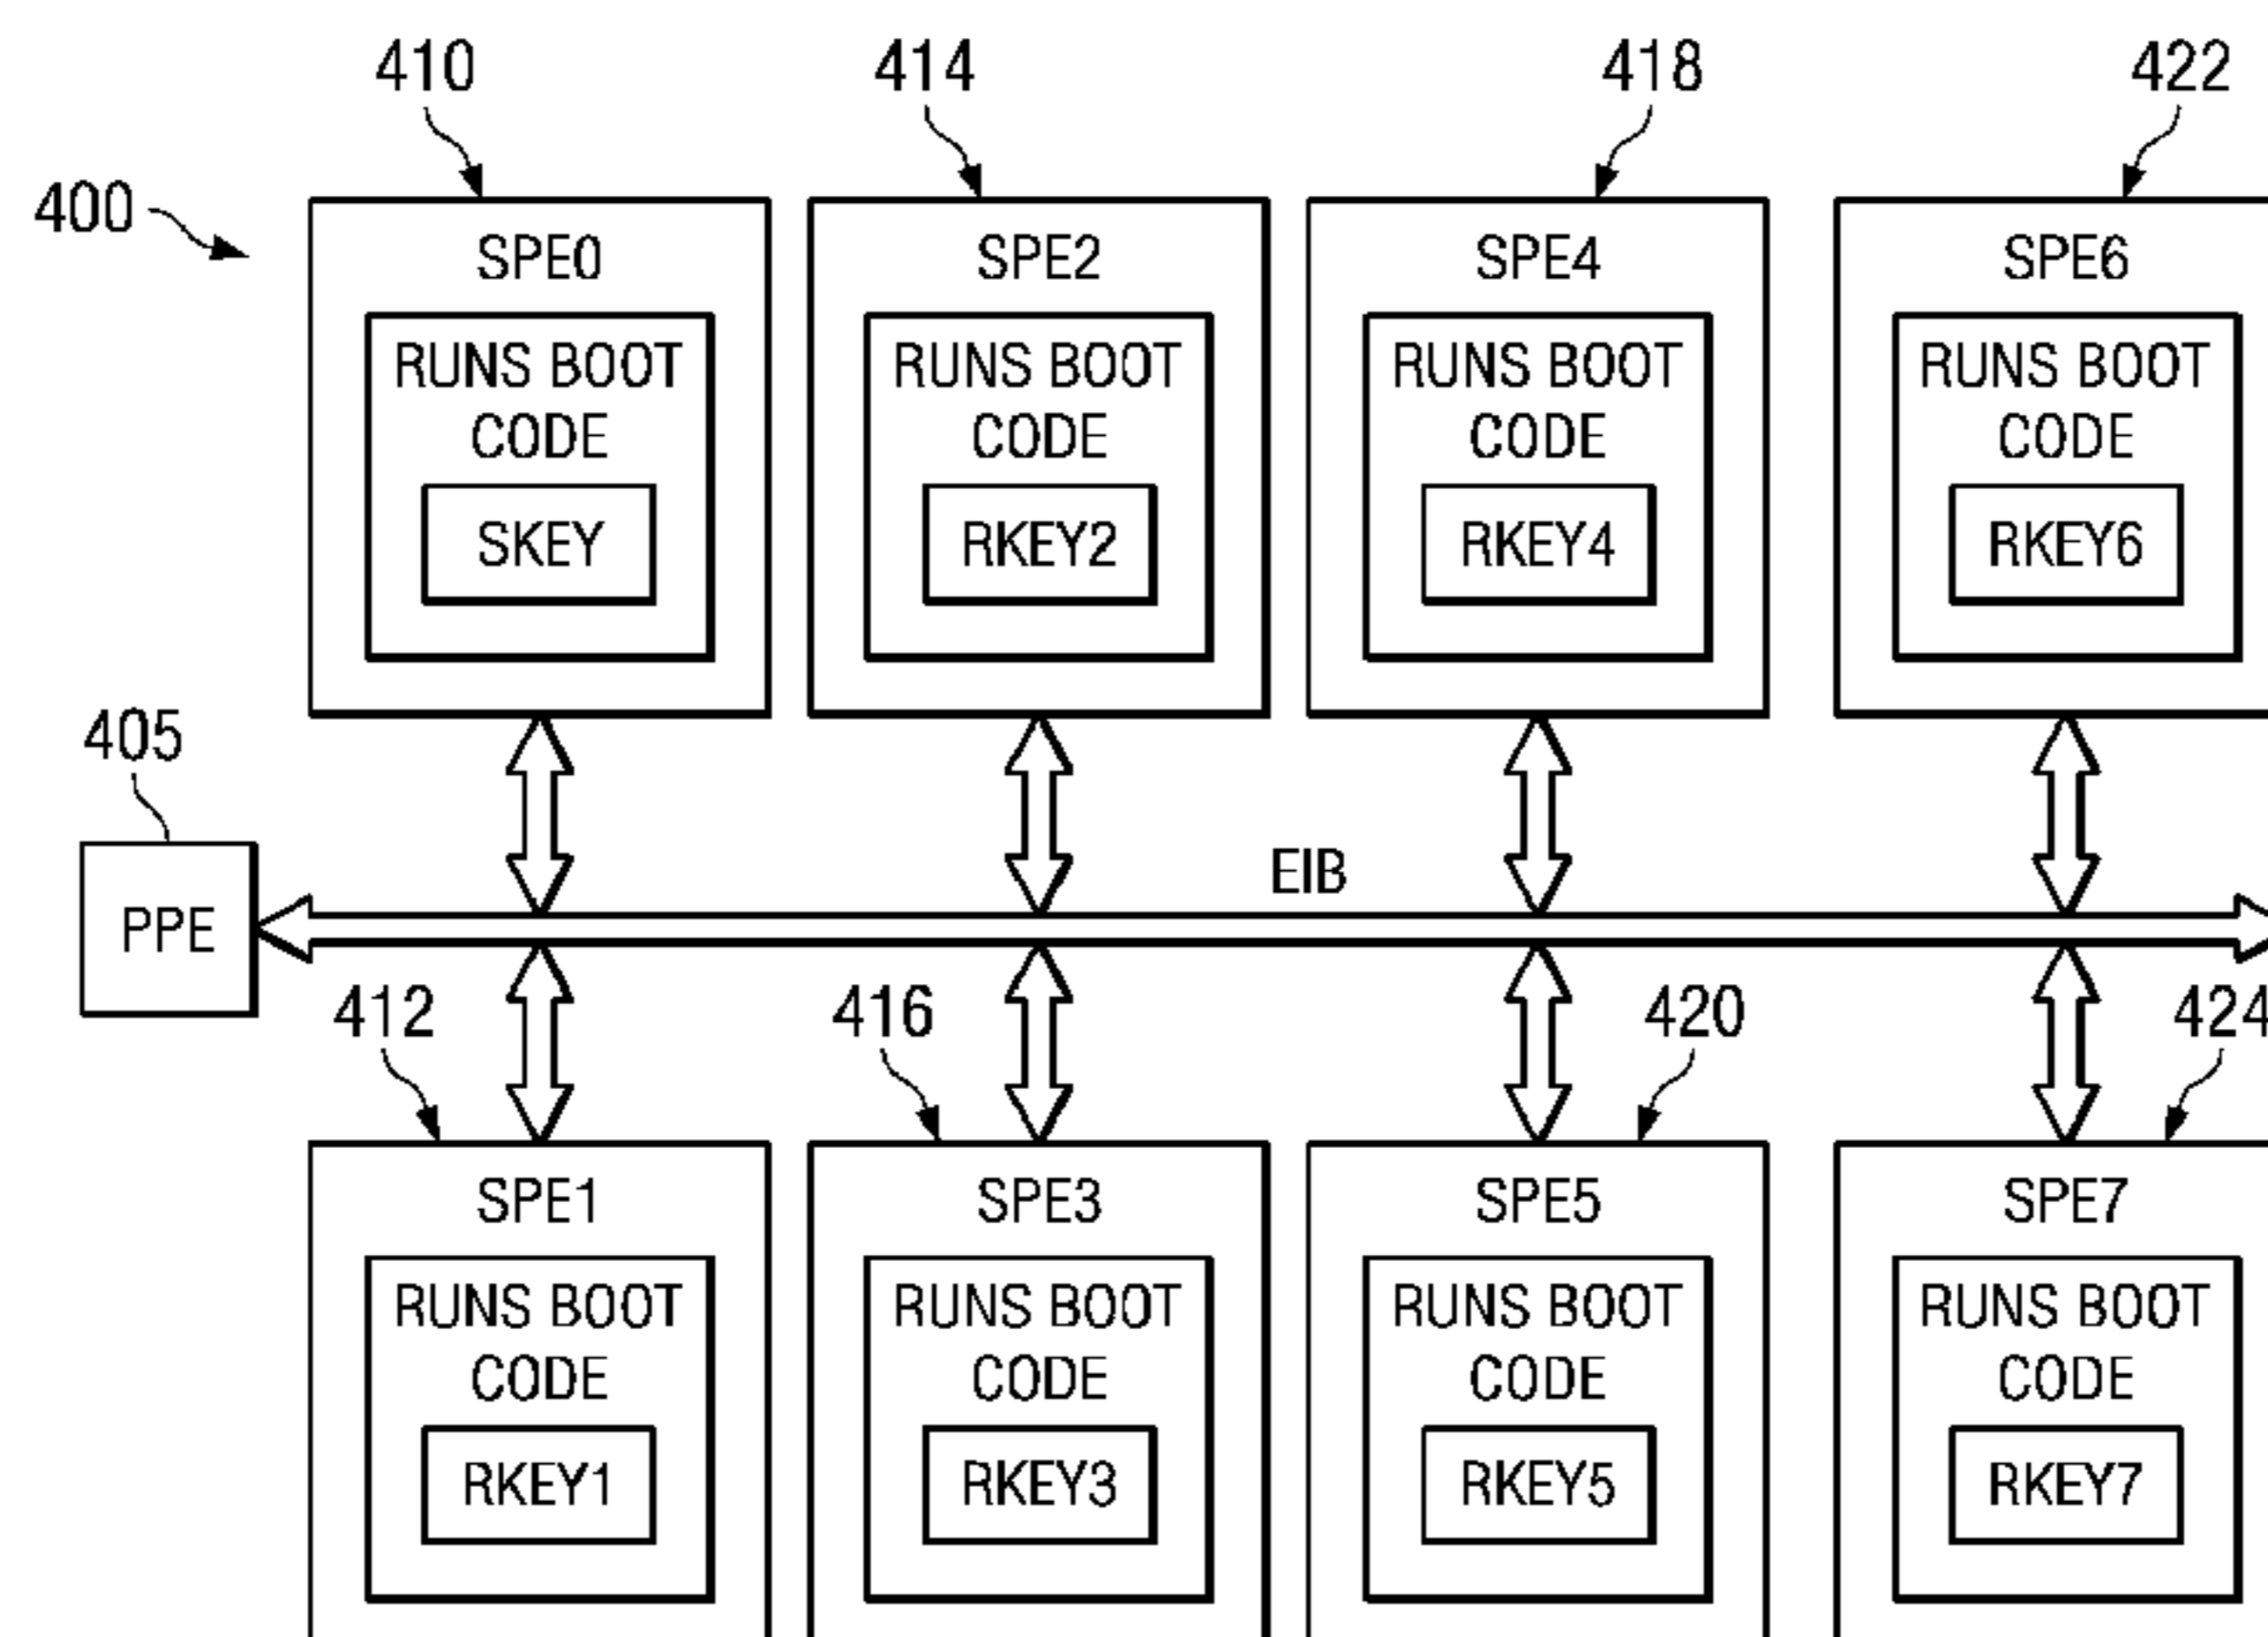 410
414
418
422
400
SPE0
SPE2
SPE4
SPE6
RUNS BOOT
CODE
SKEY
RUNS BOOT
CODE
RKEY2
RUNS BOOT
CODE
RKEY4
RUNS BOOT
CODE
RKEY6
405
PPE
EIB
412
416
420
424
SPE1
SPE3
SPE5
SPE7
RUNS BOOT
CODE
RKEY1
RUNS BOOT
CODE
RKEY3
RUNS BOOT
CODE
RKEY5
RUNS BOOT
CODE
RKEY7